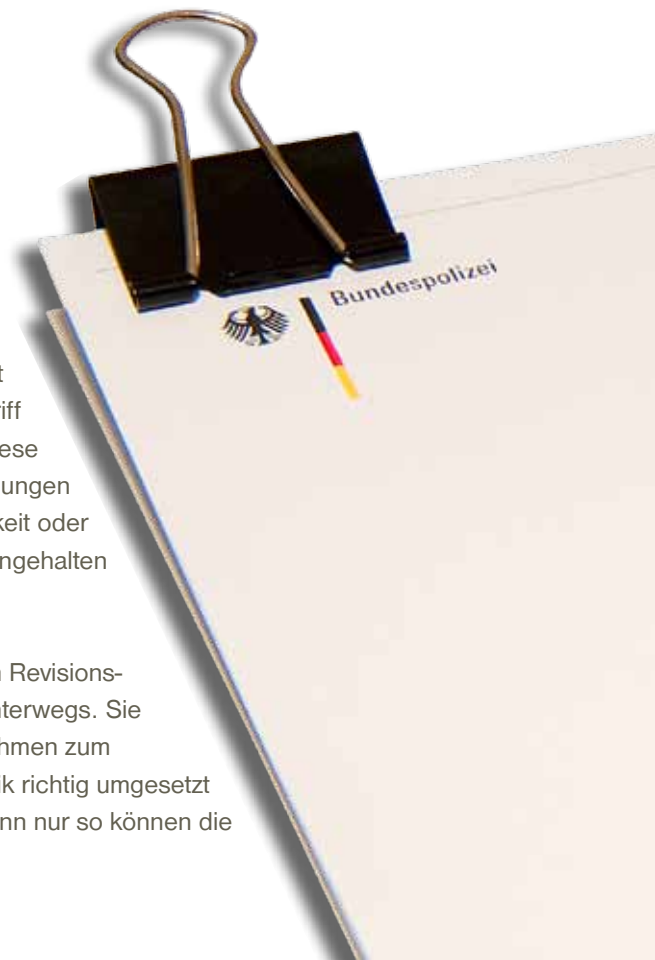 Bundespolizei
t
iff
ese
ungen
keit oder
ngehalten
n Revisions-
nterwegs. Sie
hmen zum
ik richtig umgesetzt
nn nur so können die